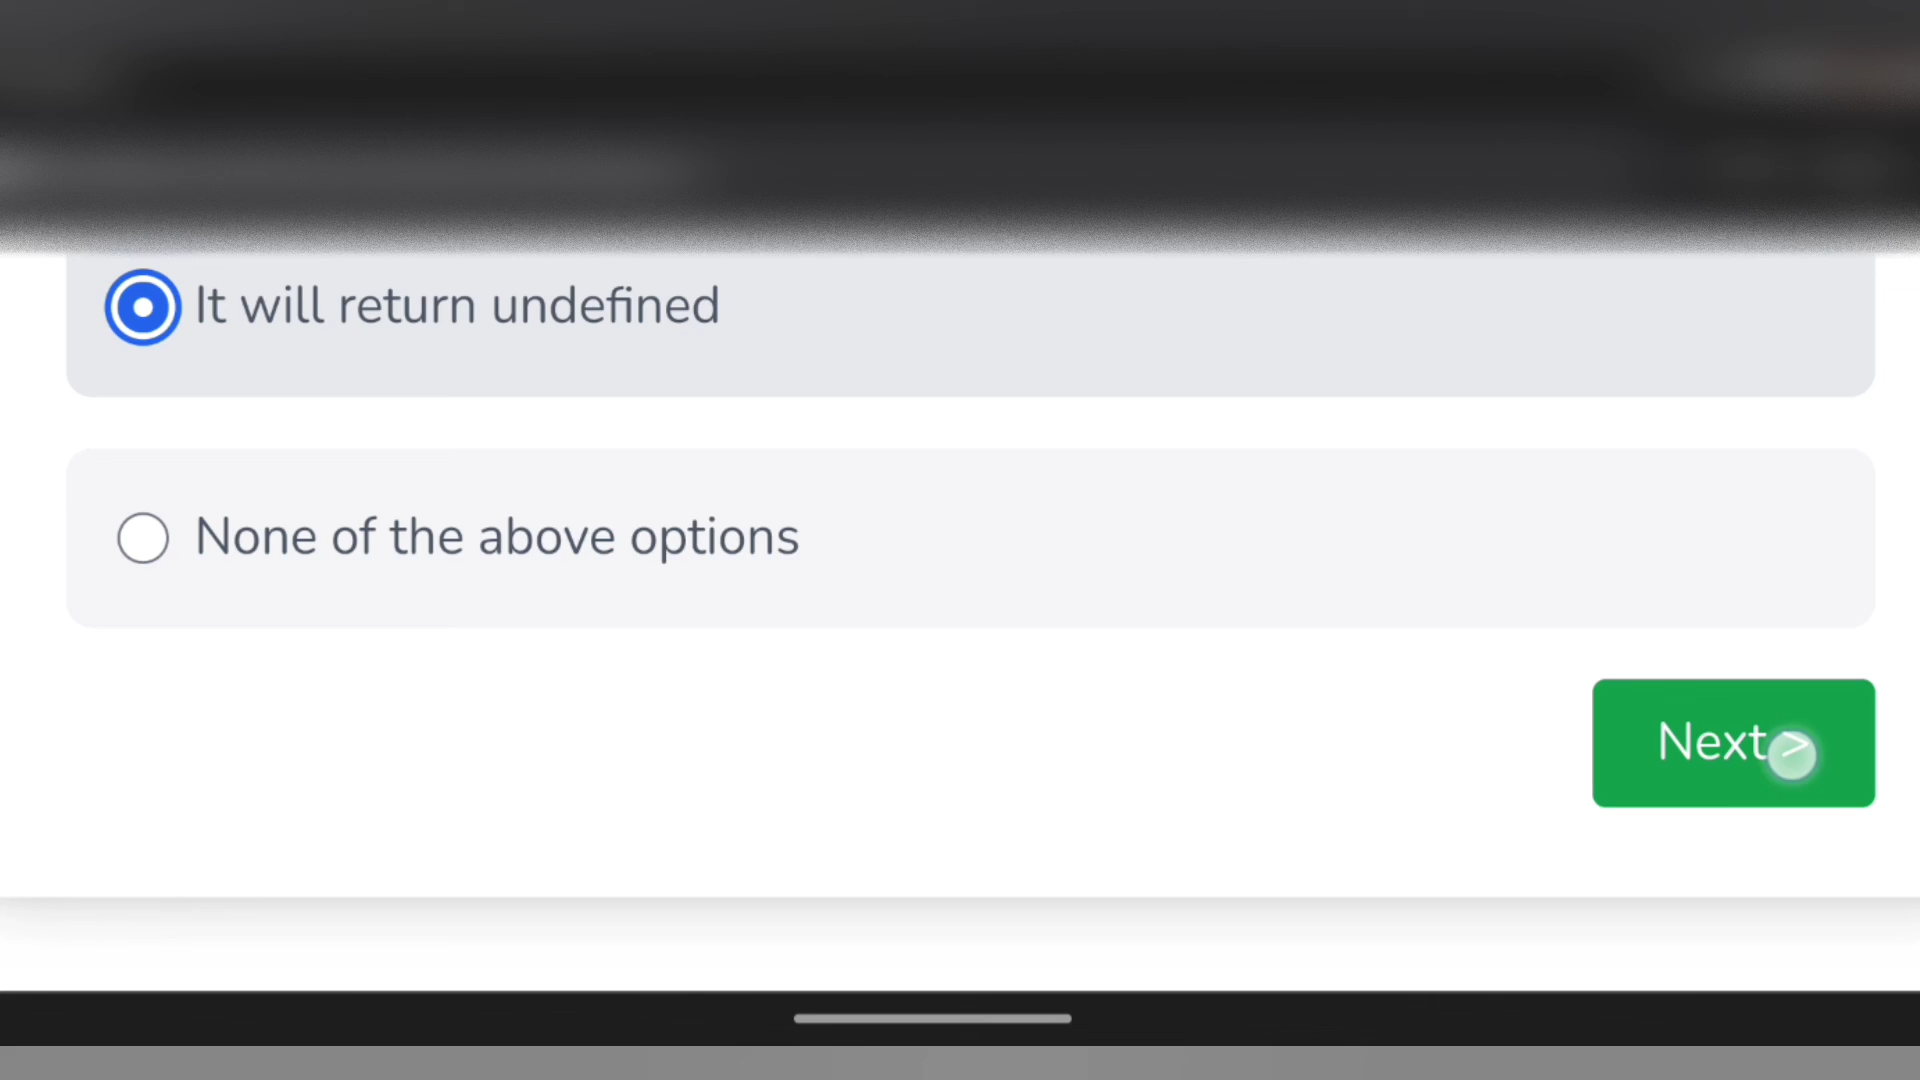 It will return undefined
None of the above options
Next >